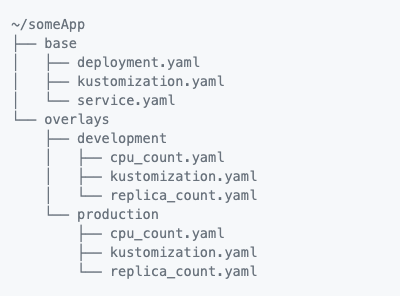 ~/someApp
├── base
│   ├── deployment.yaml
│   ├── kustomization.yaml
│   └── service.yaml
└── overlays
    ├── development
    │   ├── cpu_count.yaml
    │   ├── kustomization.yaml
    │   └── replica_count.yaml
    └── production
        ├── cpu_count.yaml
        ├── kustomization.yaml
        └── replica_count.yaml